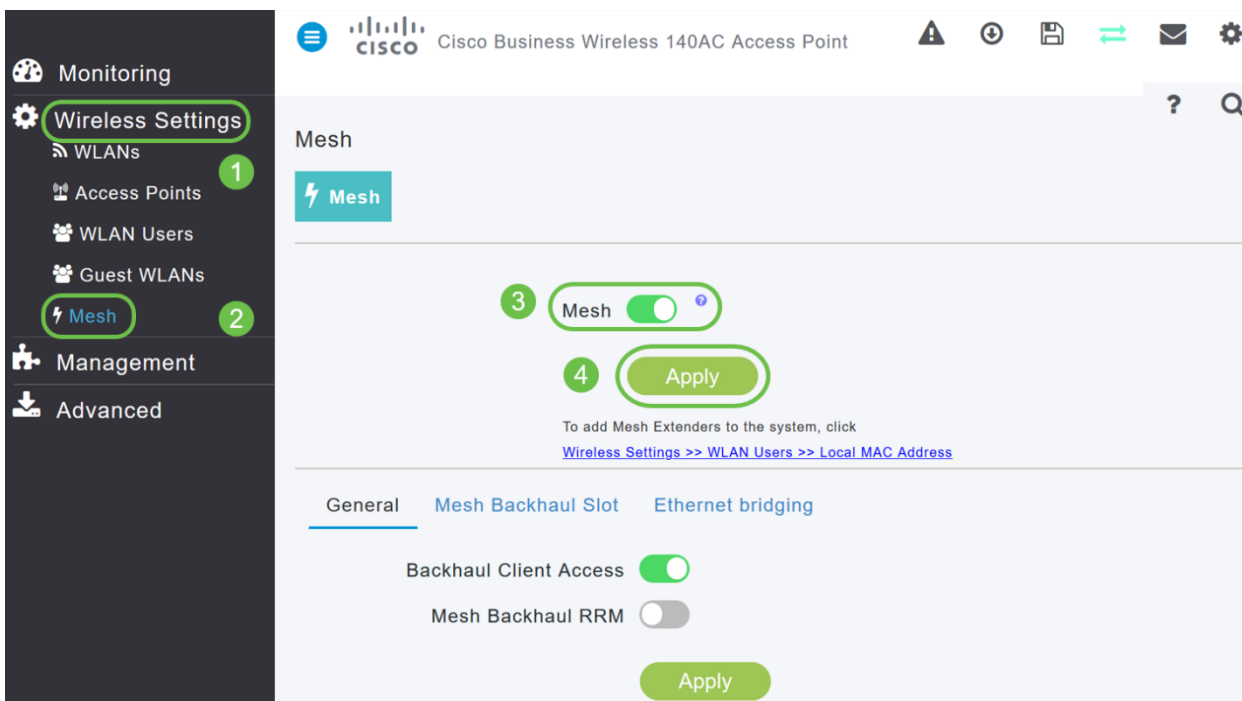 CISCO
Cisco Business Wireless 140AC Access Point
Monitoring
Wireless Settings
WLANs
1
Access Points
WLAN Users
Guest WLANs
Mesh
2
Management
Advanced
?
Mesh
Mesh
3
Mesh
?
4
Apply
To add Mesh Extenders to the system, click
Wireless Settings >> WLAN Users >> Local MAC Address
General Mesh Backhaul Slot Ethernet bridging
Backhaul Client Access
Mesh Backhaul RRM
Apply